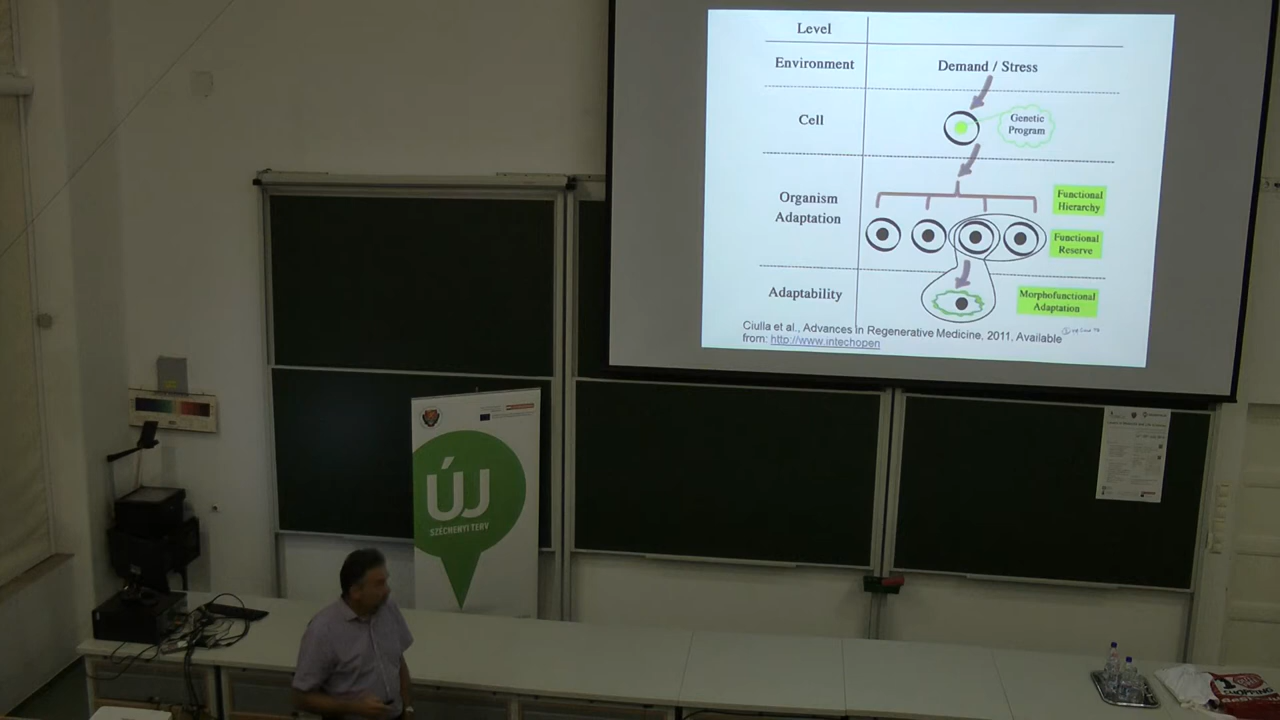 Level
Environment
Demand / Stress
Cell
Genetic
Program
Organism
Adaptation
Functional
Hierarchy
Functional
Reserve
Adaptability
Morphofunctional
Adaptation
Ciulla et al., Advances in Regenerative Medicine, 2011, Available
from: http://www.intechopen
ÚJ
SZÉCHENYI TERV